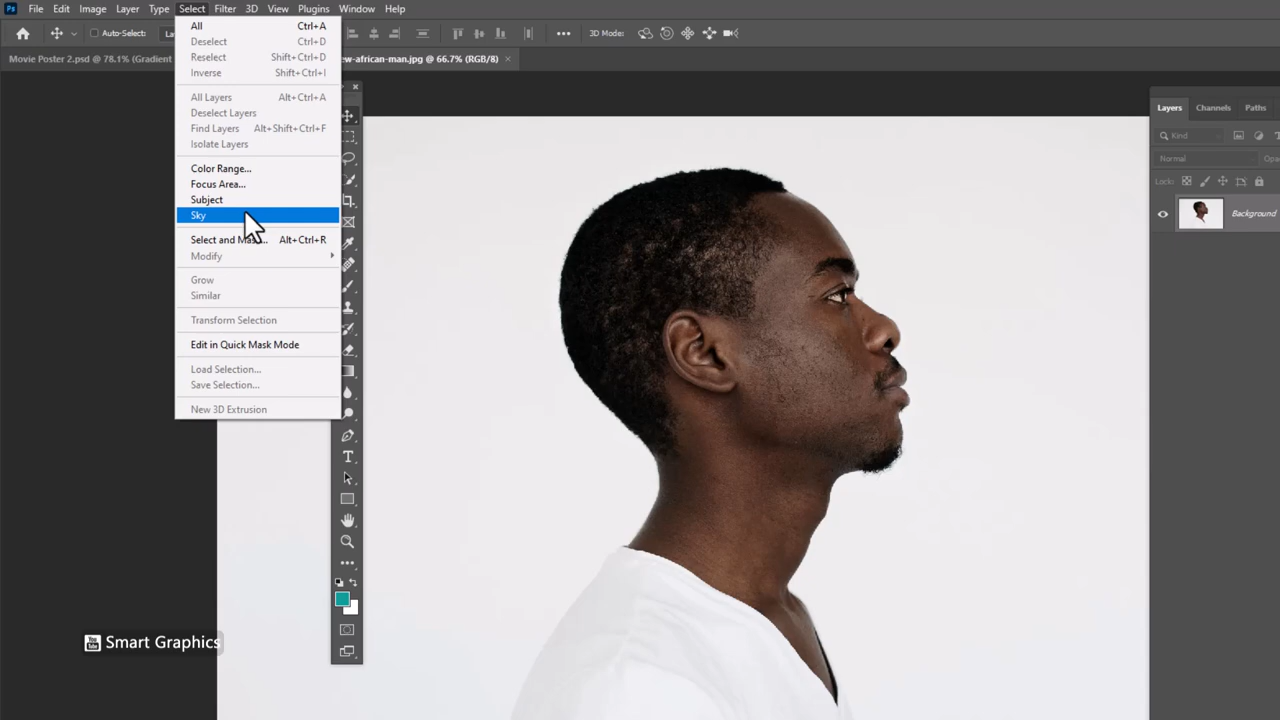 Ps File Edit Image Layer Type Select Filter 3D View Plugins Window Help
Auto-Select: 3D Mode:
Movie Poster 2.psd @ 78.1% (Gradient ew-african-man.jpg @ 66.7% (RGB/8) ×
All Ctrl+A
Deselect Ctrl+D
Reselect Shift+Ctrl+D
Inverse Shift+Ctrl+I
All Layers Alt+Ctrl+A
Deselect Layers
Find Layers Alt+Shift+Ctrl+F
Isolate Layers
Color Range...
Focus Area...
Subject
Sky
Select and Mask... Alt+Ctrl+R
Modify
Grow
Similar
Transform Selection
Edit in Quick Mask Mode
Load Selection...
Save Selection...
New 3D Extrusion
Layers Channels Paths
Kind
Normal Opa
Lock:
Background
You Tube Smart Graphics